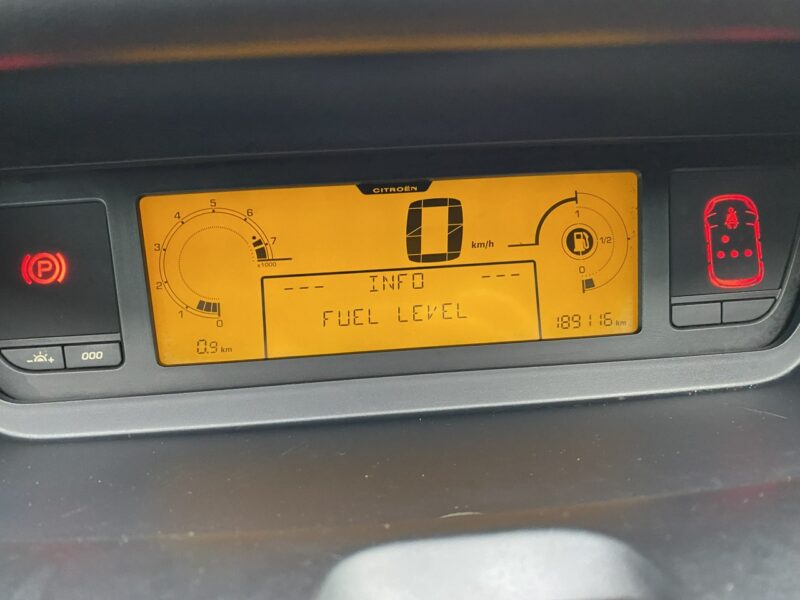 CITROËN
5
4
6
3
7
x1000
2
1
0
0 km/h
1
1/2
0
--- INFO ---
FUEL LEVEL
0.9 km
189116 km
P
- +
000